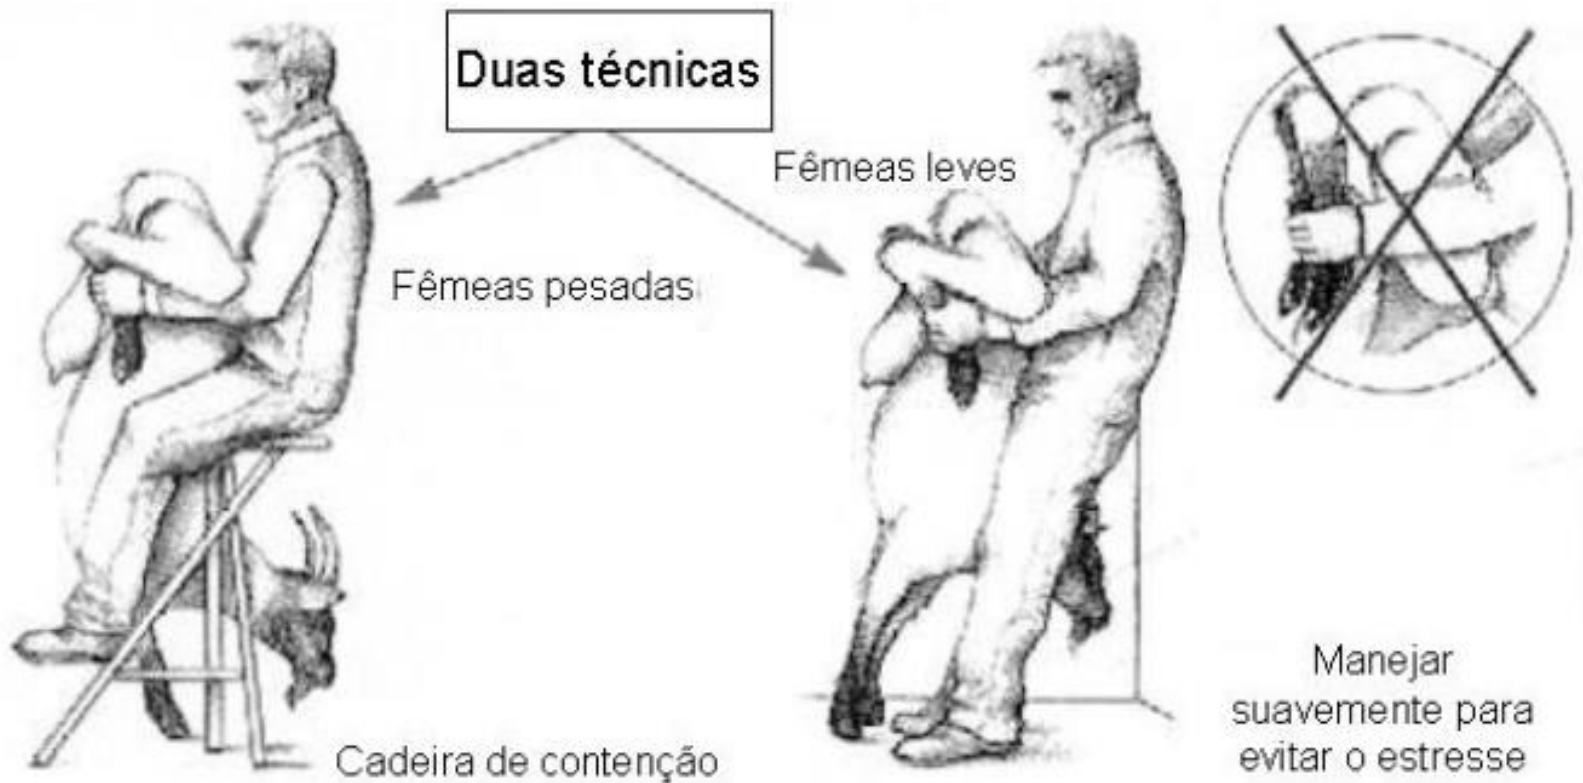 Duas técnicas
Fêmeas leves
Fêmeas pesadas
Cadeira de contenção
Manejar
suavemente para
evitar o estresse